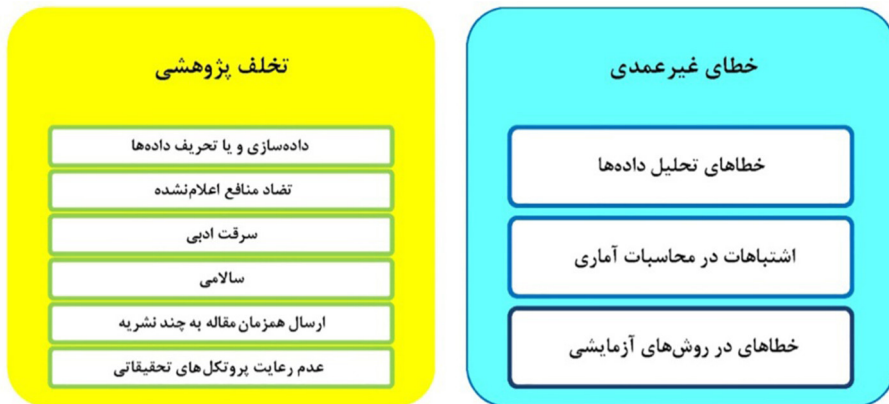 خطای غیرعمدی
خطاهای تحلیل داده‌ها
اشتباهات در محاسبات آماری
خطاهای در روش‌های آزمایشی
تخلف پژوهشی
داده‌سازی و یا تحریف داده‌ها
تضاد منافع اعلام‌نشده
سرقت ادبی
سالامی
ارسال همزمان مقاله به چند نشریه
عدم رعایت پروتکل‌های تحقیقاتی